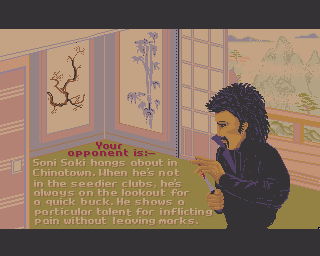 Your
opponent is:-
Soni Saki hangs about in
Chinatown. When he's not
in the seedier clubs, he's
always on the lookout for
a quick buck. He shows a
particular talent for inflicting
pain without leaving marks.